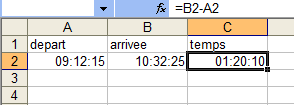 fx =B2-A2
A B C
1 depart arrivee temps
2 09:12:15 10:32:25 01:20:10